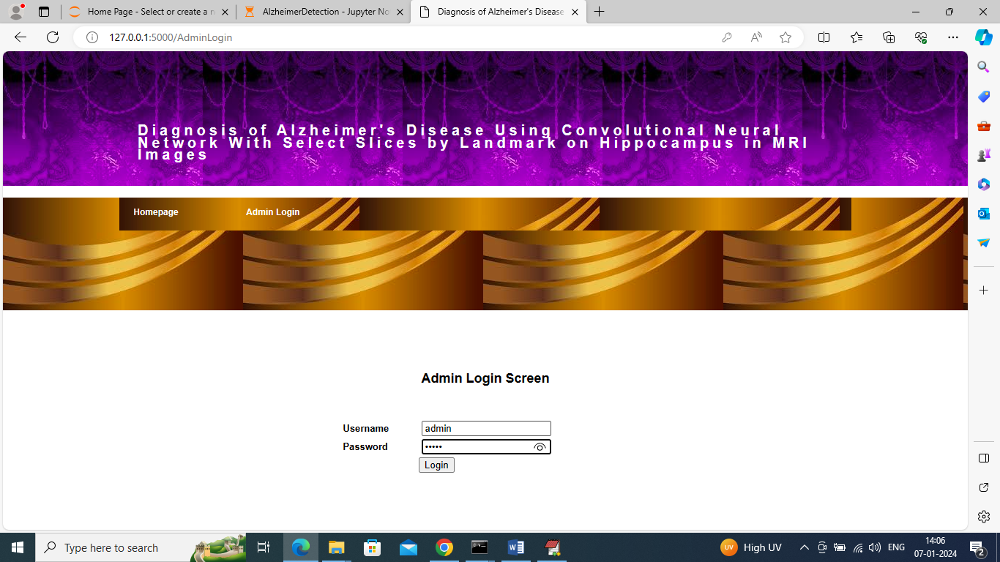 Home Page - Select or create a n
AlzheimerDetection - Jupyter No
Diagnosis of Alzheimer's Disease
127.0.0.1:5000/AdminLogin
Diagnosis of Alzheimer's Disease Using Convolutional Neural
Network With Select Slices by Landmark on Hippocampus in MRI
Images
Homepage
Admin Login
Admin Login Screen
Username
admin
Password
•••••
Login
Type here to search
UV
High UV
ENG
14:06
07-01-2024
2